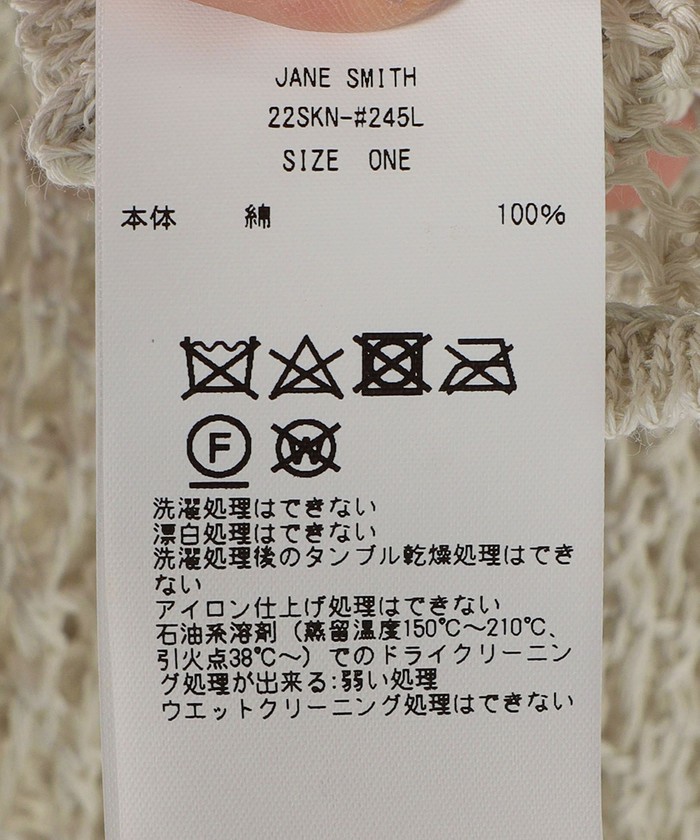 JANE SMITH
22SKN-#245L
SIZE ONE
本体 綿 100%
F
W
洗濯処理はできない
漂白処理はできない
洗濯処理後のタンブル乾燥処理はでき
ない
アイロン仕上げ処理はできない
石油系溶剤（蒸留温度150℃〜210℃、
引火点38℃〜）でのドライクリーニン
グ処理が出来る:弱い処理
ウエットクリーニング処理はできない